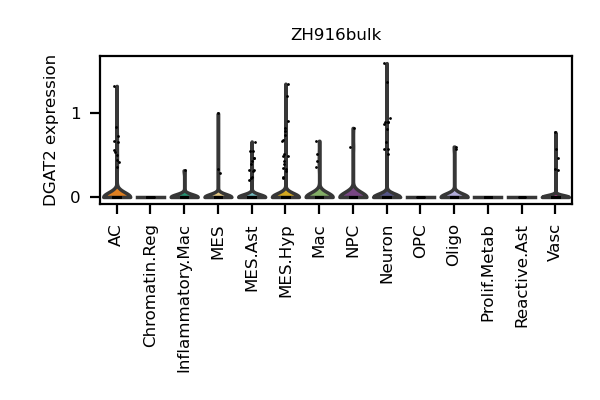 ZH916bulk
DGAT2 expression
1
0
AC
Chromatin.Reg
Inflammatory.Mac
MES
MES.Ast
MES.Hyp
Mac
NPC
Neuron
OPC
Oligo
Prolif.Metab
Reactive.Ast
Vasc